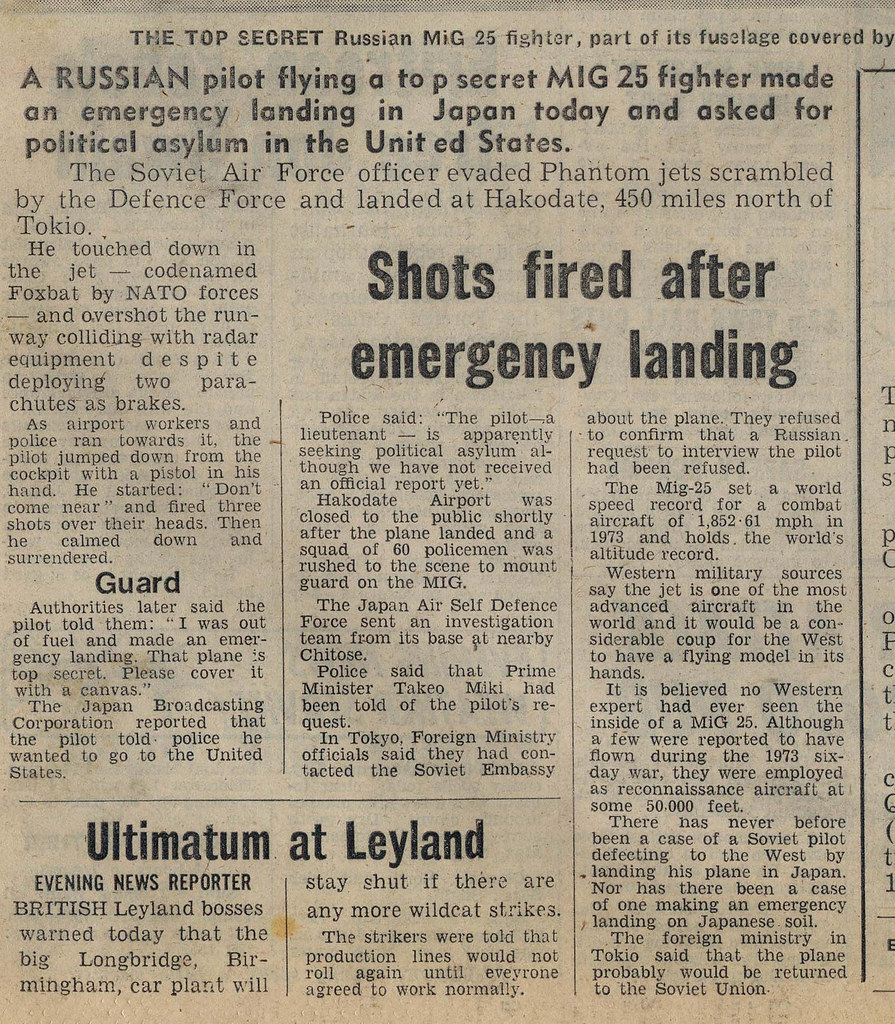 THE TOP SECRET Russian MiG 25 fighter, part of its fuselage covered by
A RUSSIAN pilot flying a to p secret MIG 25 fighter made
an emergency landing in Japan today and asked for
political asylum in the Unit ed States.
The Soviet Air Force officer evaded Phantom jets scrambled
by the Defence Force and landed at Hakodate, 450 miles north of
Tokio.
He touched down in
the jet — codenamed
Foxbat by NATO forces
— and overshot the run-
way colliding with radar
equipment despite
deploying two para-
chutes as brakes.
As airport workers and
police ran towards it, the
pilot jumped down from the
cockpit with a pistol in his
hand. He started: "Don't
come near" and fired three
shots over their heads. Then
he calmed down and
surrendered.
Guard
Authorities later said the
pilot told them: "I was out
of fuel and made an emer-
gency landing. That plane is
top secret. Please cover it
with a canvas."
The Japan Broadcasting
Corporation reported that
the pilot told police he
wanted to go to the United
States.
Shots fired after
emergency landing
Police said: "The pilot—a
lieutenant — is apparently
seeking political asylum al-
though we have not received
an official report yet."
Hakodate Airport was
closed to the public shortly
after the plane landed and a
squad of 60 policemen was
rushed to the scene to mount
guard on the MIG.
The Japan Air Self Defence
Force sent an investigation
team from its base at nearby
Chitose.
Police said that Prime
Minister Takeo Miki had
been told of the pilot's re-
quest.
In Tokyo, Foreign Ministry
officials said they had con-
tacted the Soviet Embassy
about the plane. They refused
to confirm that a Russian
request to interview the pilot
had been refused.
The Mig-25 set a world
speed record for a combat
aircraft of 1,852·61 mph in
1973 and holds the world's
altitude record.
Western military sources
say the jet is one of the most
advanced aircraft in the
world and it would be a con-
siderable coup for the West
to have a flying model in its
hands.
It is believed no Western
expert had ever seen the
inside of a MiG 25. Although
a few were reported to have
flown during the 1973 six-
day war, they were employed
as reconnaissance aircraft at
some 50.000 feet.
There has never before
been a case of a Soviet pilot
defecting to the West by
landing his plane in Japan.
Nor has there been a case
of one making an emergency
landing on Japanese soil.
The foreign ministry in
Tokio said that the plane
probably would be returned
to the Soviet Union.
Ultimatum at Leyland
EVENING NEWS REPORTER
BRITISH Leyland bosses
warned today that the
big Longbridge, Bir-
mingham, car plant will
stay shut if there are
any more wildcat strikes.
The strikers were told that
production lines would not
roll again until eveyrone
agreed to work normally.